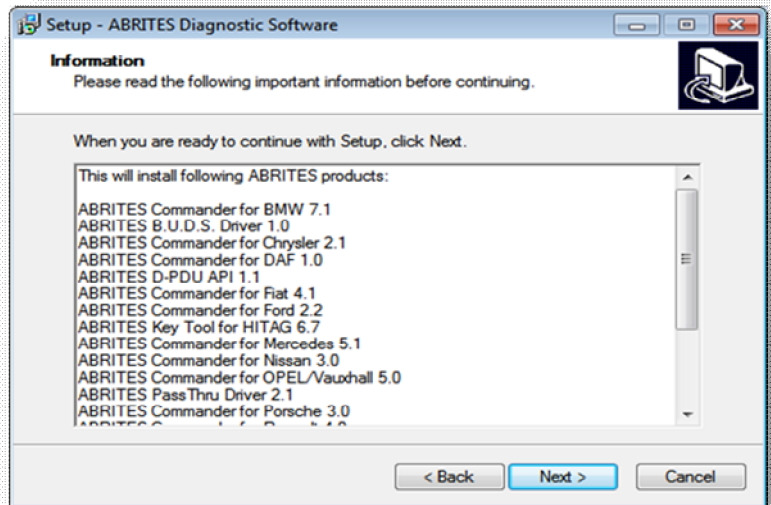 Setup - ABRITES Diagnostic Software
Information
Please read the following important information before continuing.
When you are ready to continue with Setup, click Next.
This will install following ABRITES products:
ABRITES Commander for BMW 7.1
ABRITES B.U.D.S. Driver 1.0
ABRITES Commander for Chrysler 2.1
ABRITES Commander for DAF 1.0
ABRITES D-PDU API 1.1
ABRITES Commander for Fiat 4.1
ABRITES Commander for Ford 2.2
ABRITES Key Tool for HITAG 6.7
ABRITES Commander for Mercedes 5.1
ABRITES Commander for Nissan 3.0
ABRITES Commander for OPEL/Vauxhall 5.0
ABRITES PassThru Driver 2.1
ABRITES Commander for Porsche 3.0
< Back Next > Cancel